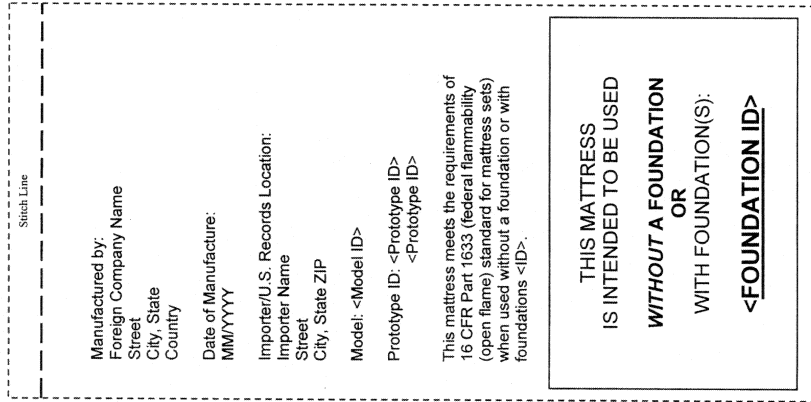 Stitch Line
Manufactured by:
Foreign Company Name
Street
City, State
Country
Date of Manufacture:
MM/YYYY
Importer/U.S. Records Location:
Importer Name
Street
City, State ZIP
Model: <Model ID>
Prototype ID: <Prototype ID>
<Prototype ID>
This mattress meets the requirements of
16 CFR Part 1633 (federal flammability
(open flame) standard for mattress sets)
when used without a foundation or with
foundations <ID>.
THIS MATTRESS
IS INTENDED TO BE USED
WITHOUT A FOUNDATION
OR
WITH FOUNDATION(S):
<FOUNDATION ID>